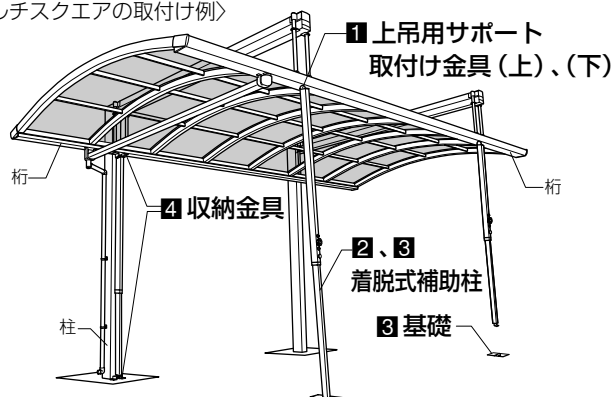 ルチスクエアの取付け例〉
1 上吊用サポート
取付け金具(上)、(下)
桁
桁
4 収納金具
2、3
着脱式補助柱
3 基礎
柱